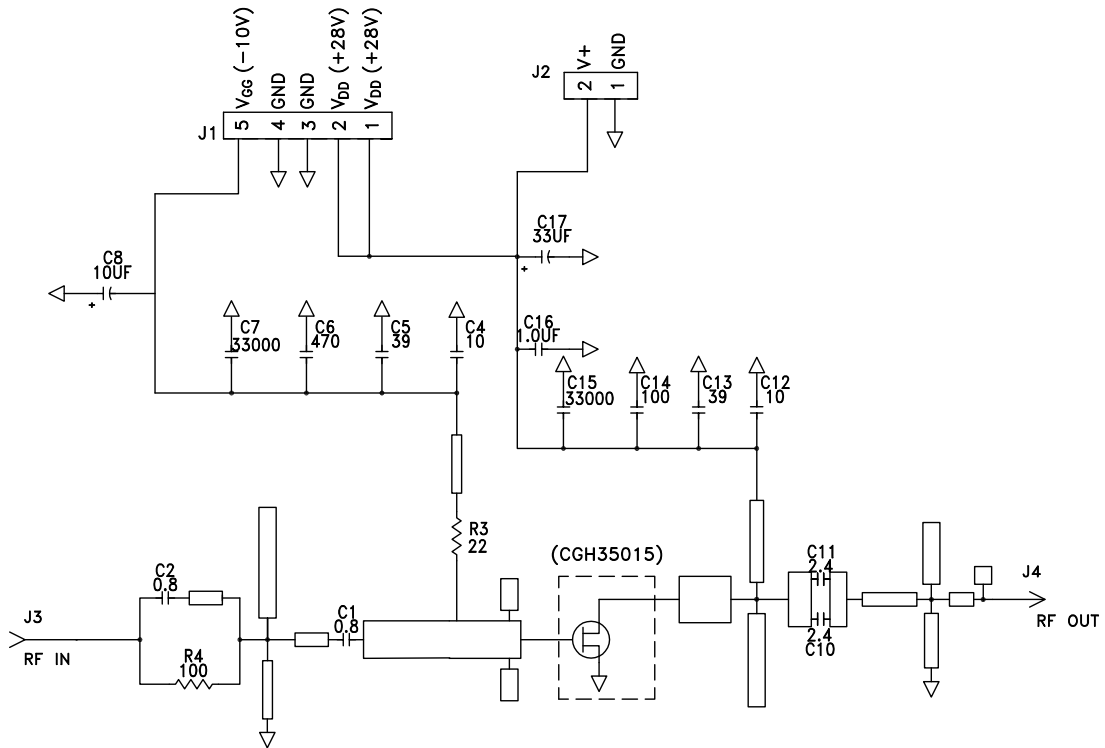 VGG (-10V)
GND
GND
VDD (+28V)
VDD (+28V)
J1
5
4
3
2
1
V+
GND
J2
2
1
C17
33UF
+
C8
10UF
+
C7
33000
C6
470
C5
39
C4
10
C16
1.0UF
C15
33000
C14
100
C13
39
C12
10
R3
22
(CGH35015)
C11
2.4
2.4
C10
J4
RF OUT
C2
0.8
C1
0.8
J3
RF IN
R4
100